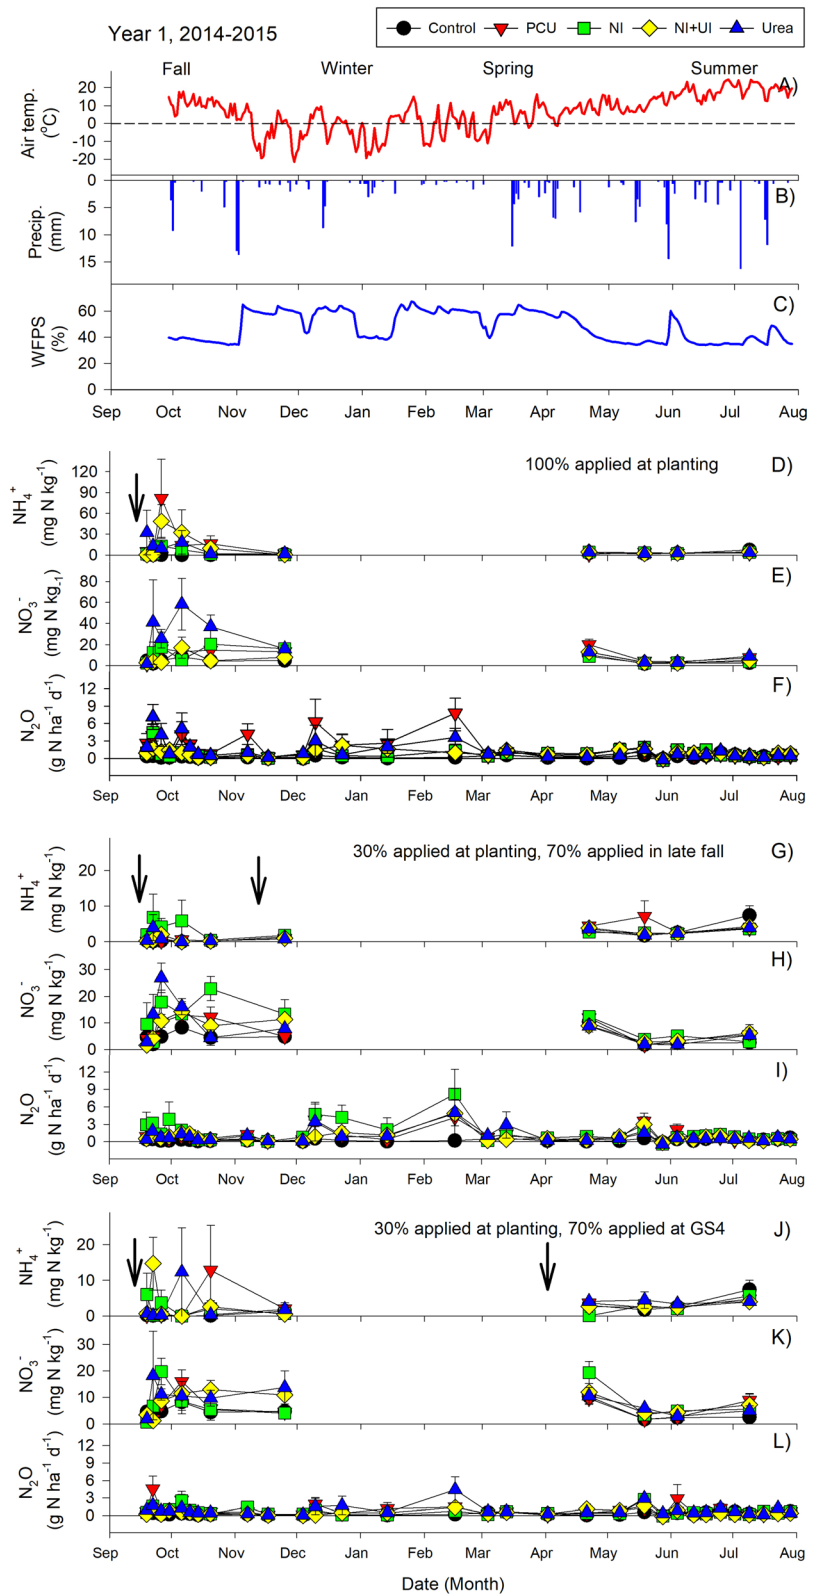 Year 1, 2014-2015
Control PCU NI NI+UI Urea
Fall Winter Spring Summer
A)
Air temp.
(°C)
20
10
0
-10
-20
B)
Precip.
(mm)
0
5
10
15
C)
WFPS
(%)
60
40
20
0
Sep Oct Nov Dec Jan Feb Mar Apr May Jun Jul Aug
100% applied at planting
D)
NH₄⁺
(mg N kg⁻¹)
120
90
60
30
0
E)
NO₃⁻
(mg N kg₋₁)
80
60
40
20
0
F)
N₂O
(g N ha⁻¹ d⁻¹)
12
9
6
3
0
Sep Oct Nov Dec Jan Feb Mar Apr May Jun Jul Aug
30% applied at planting, 70% applied in late fall
G)
NH₄⁺
(mg N kg⁻¹)
20
10
0
H)
NO₃⁻
(mg N kg⁻¹)
30
20
10
0
I)
N₂O
(g N ha⁻¹ d⁻¹)
12
9
6
3
0
Sep Oct Nov Dec Jan Feb Mar Apr May Jun Jul Aug
30% applied at planting, 70% applied at GS4
J)
NH₄⁺
(mg N kg⁻¹)
20
10
0
K)
NO₃⁻
(mg N kg⁻¹)
30
20
10
0
L)
N₂O
(g N ha⁻¹ d⁻¹)
12
9
6
3
0
Sep Oct Nov Dec Jan Feb Mar Apr May Jun Jul Aug
Date (Month)